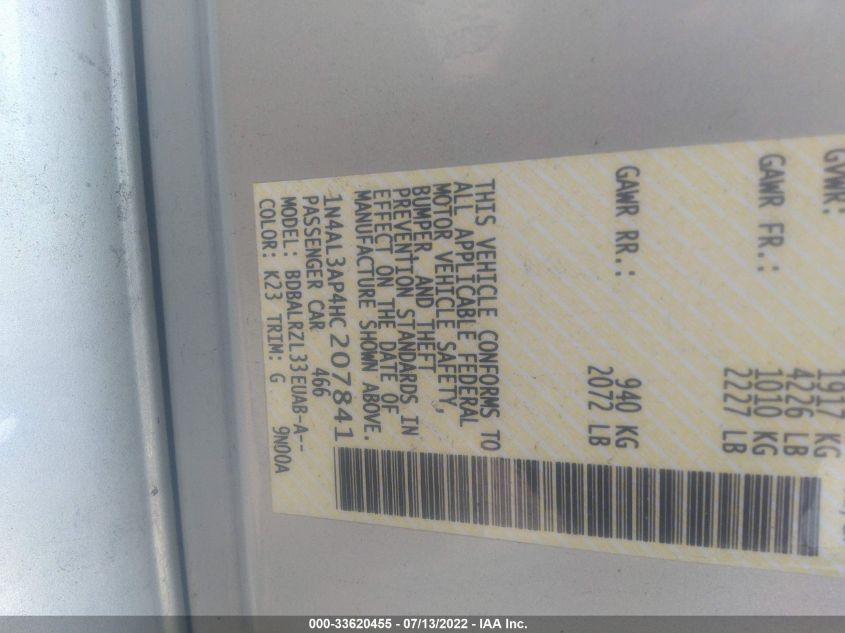 GVWR: 1917 KG
4226 LB
GAWR FR.: 1010 KG
2227 LB
GAWR RR.: 940 KG
2072 LB
THIS VEHICLE CONFORMS TO
ALL APPLICABLE FEDERAL
MOTOR VEHICLE SAFETY,
BUMPER, AND THEFT
PREVENTION STANDARDS IN
EFFECT ON THE DATE OF
MANUFACTURE SHOWN ABOVE.
1N4AL3AP4HC207841
PASSENGER CAR 466
MODEL: BDBALRZL33EUAB-A--
COLOR: K23 TRIM: G 9N00A
000-33620455 - 07/13/2022 - IAA Inc.